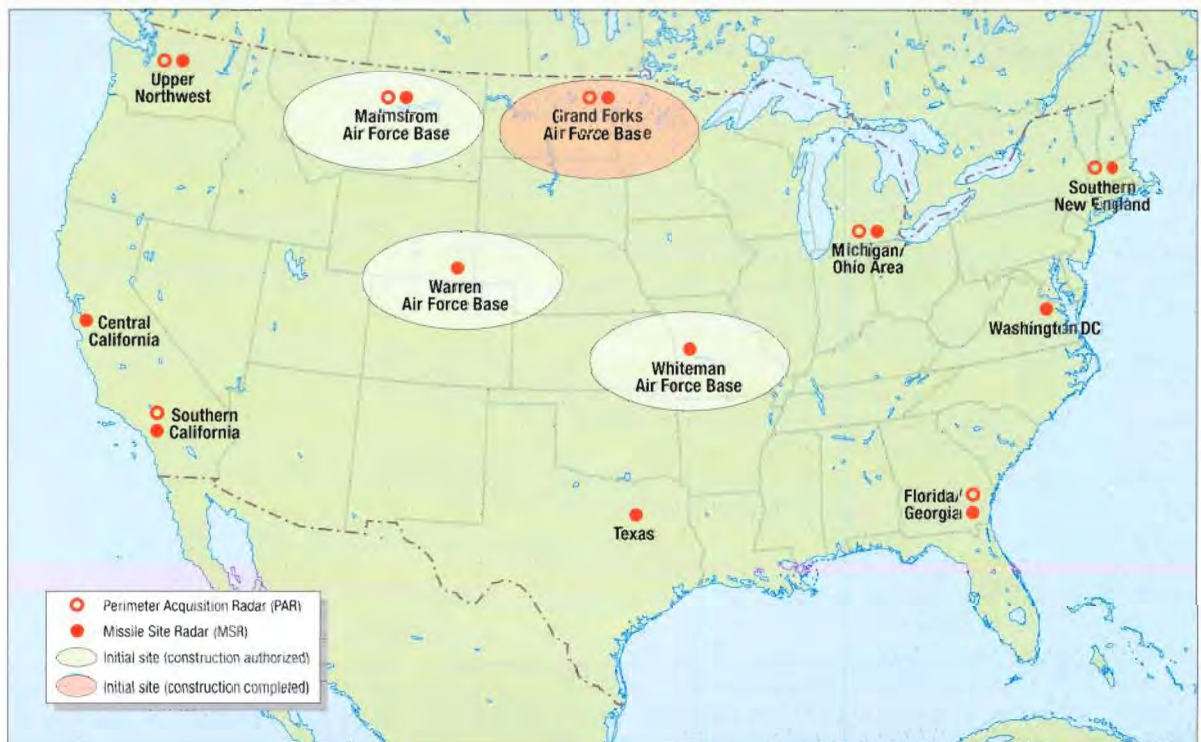 Upper
Northwest
Malmstrom
Air Force Base
Grand Forks
Air Force Base
Southern
New England
Michigan/
Ohio Area
Warren
Air Force Base
Washington DC
Central
California
Whiteman
Air Force Base
Southern
California
Florida/
Georgia
Texas
Perimeter Acquisition Radar (PAR)
Missile Site Radar (MSR)
Initial site (construction authorized)
Initial site (construction completed)